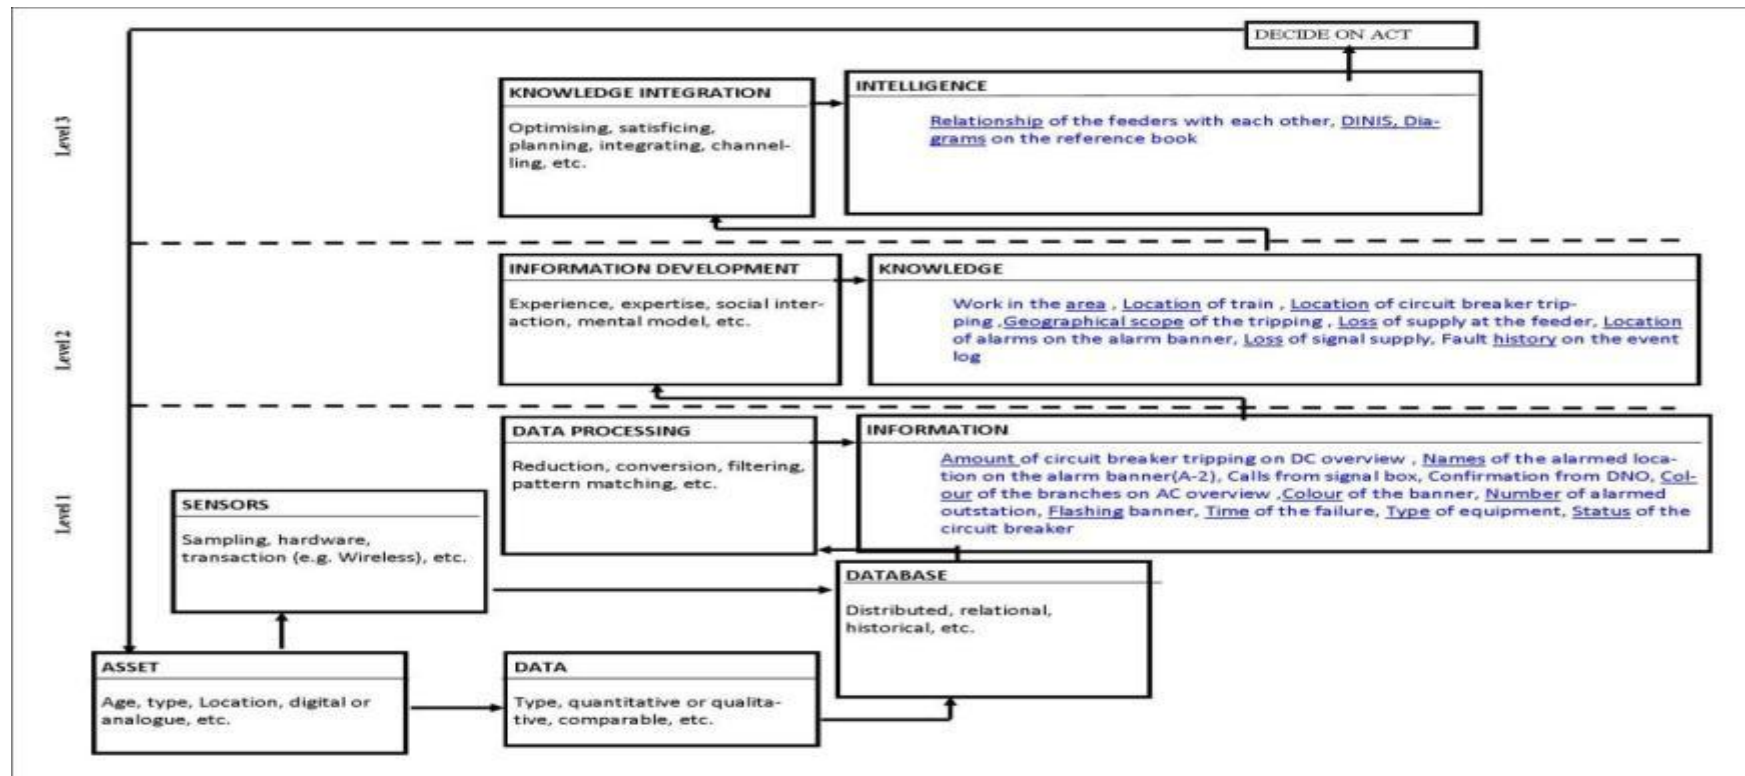 DECIDE ON ACT
Level 3
KNOWLEDGE INTEGRATION
Optimising, satisficing,
planning, integrating, channel-
ling, etc.
INTELLIGENCE
Relationship of the feeders with each other, DINIS, Dia-
grams on the reference book
Level 2
INFORMATION DEVELOPMENT
Experience, expertise, social inter-
action, mental model, etc.
KNOWLEDGE
Work in the area , Location of train , Location of circuit breaker trip-
ping ,Geographical scope of the tripping , Loss of supply at the feeder, Location
of alarms on the alarm banner, Loss of signal supply, Fault history on the event
log
Level 1
DATA PROCESSING
Reduction, conversion, filtering,
pattern matching, etc.
INFORMATION
Amount of circuit breaker tripping on DC overview , Names of the alarmed loca-
tion on the alarm banner(A-2), Calls from signal box, Confirmation from DNO, Col-
our of the branches on AC overview ,Colour of the banner, Number of alarmed
outstation, Flashing banner, Time of the failure, Type of equipment, Status of the
circuit breaker
SENSORS
Sampling, hardware,
transaction (e.g. Wireless), etc.
DATABASE
Distributed, relational,
historical, etc.
ASSET
Age, type, Location, digital or
analogue, etc.
DATA
Type, quantitative or qualita-
tive, comparable, etc.